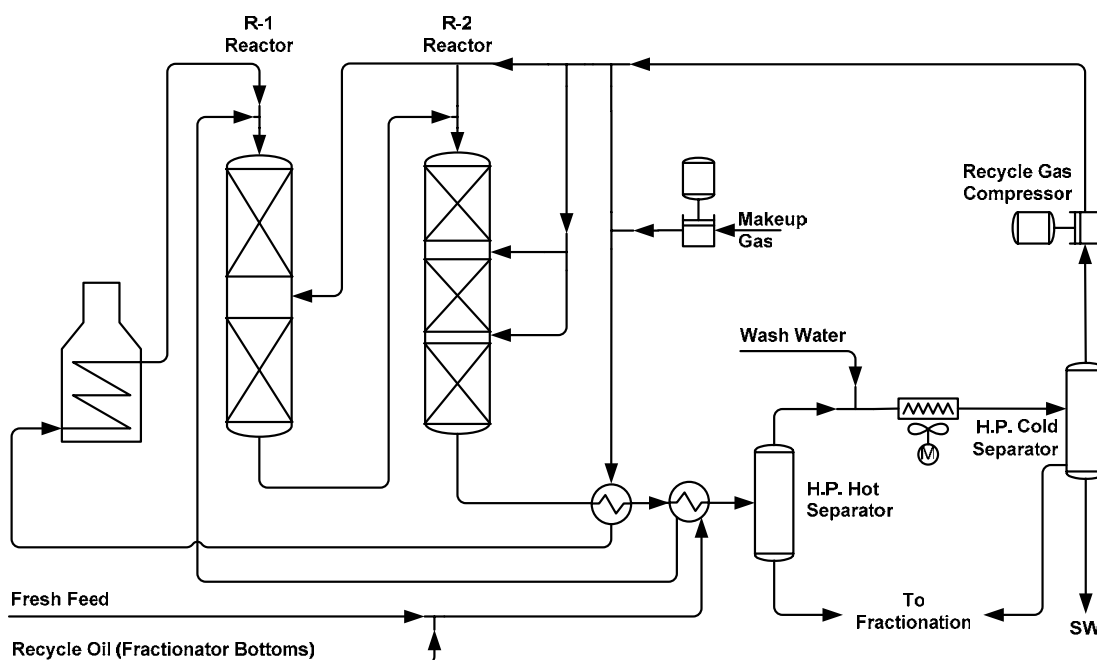 R-1
Reactor
R-2
Reactor
Recycle Gas
Compressor
Makeup
Gas
Wash Water
H.P. Cold
Separator
M
H.P. Hot
Separator
Fresh Feed
To
Fractionation
SW
Recycle Oil (Fractionator Bottoms)